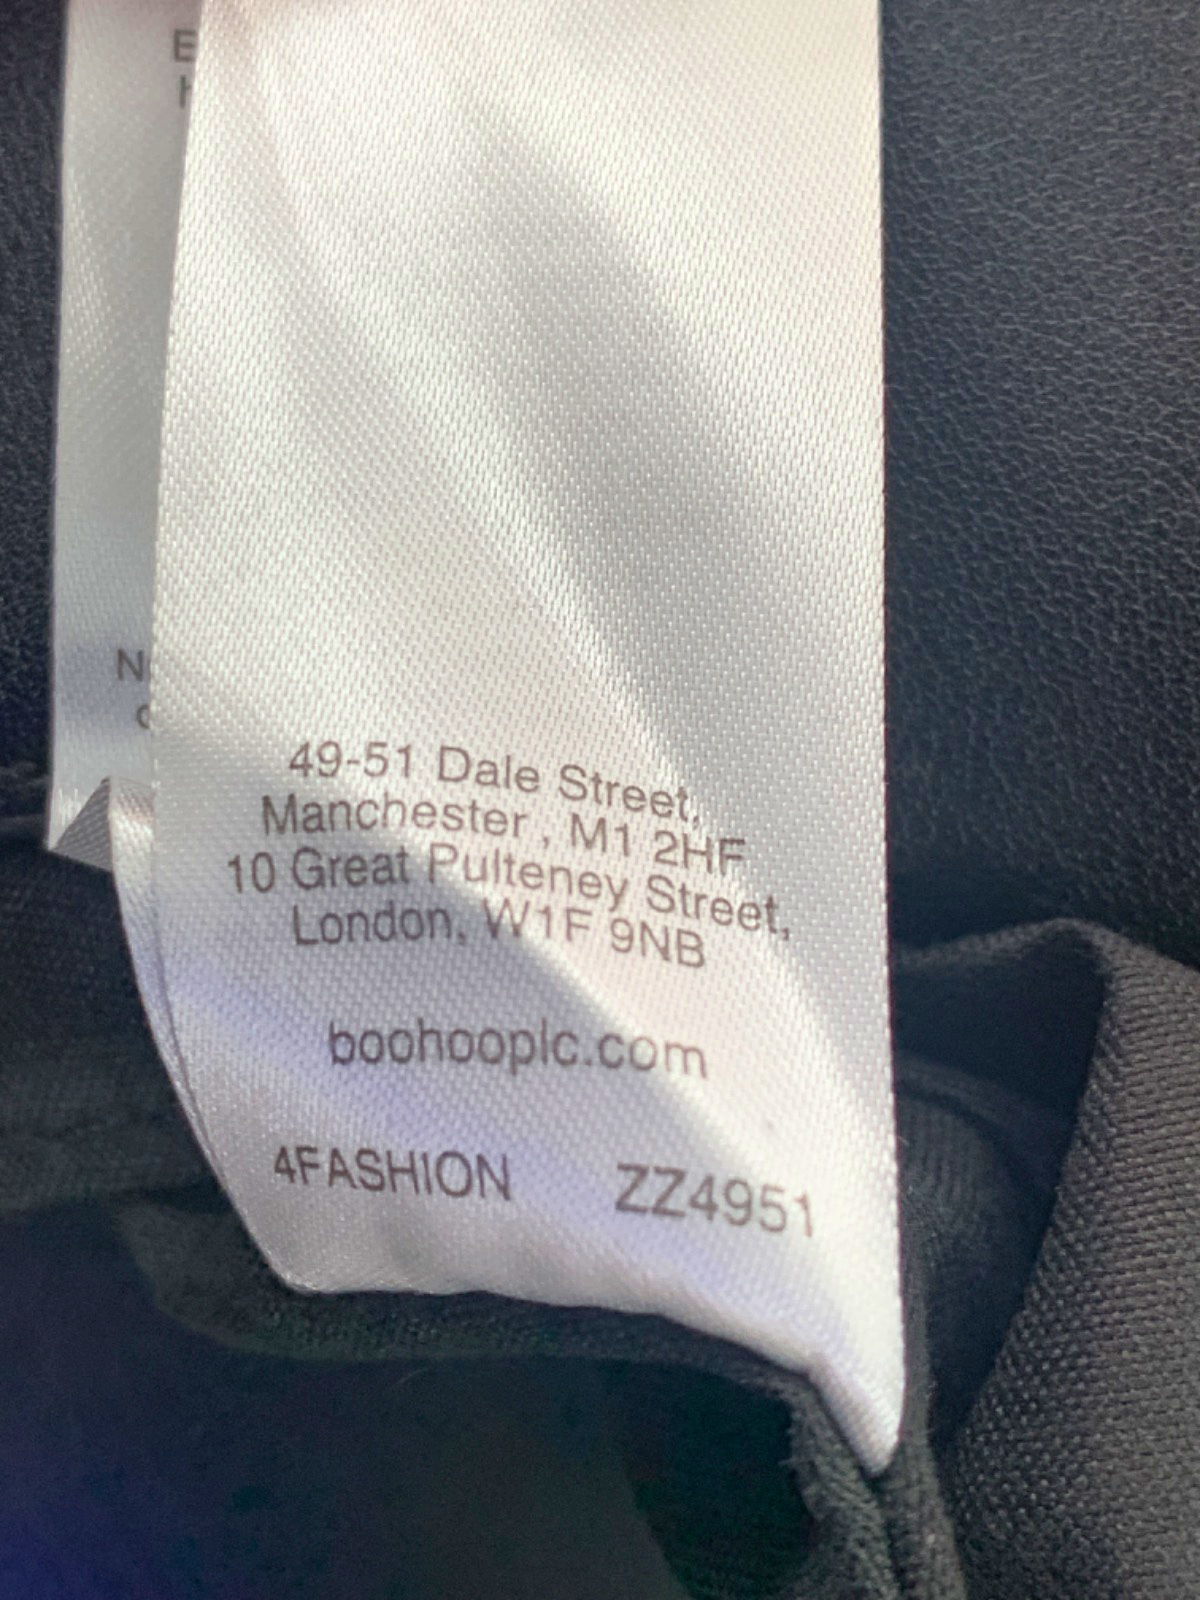 49-51 Dale Street,
Manchester , M1 2HF
10 Great Pulteney Street,
London, W1F 9NB
boohooplc.com
4FASHION ZZ4951